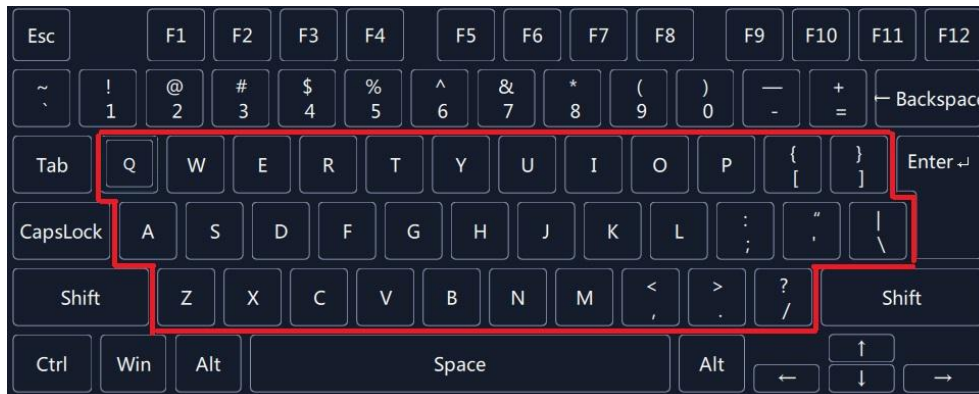 Esc F1 F2 F3 F4 F5 F6 F7 F8 F9 F10 F11 F12
~ ! @ # $ % ^ & * ( ) — +
` 1 2 3 4 5 6 7 8 9 0 - = ← Backspace
Tab Q W E R T Y U I O P { } Enter ↵
[ ]
CapsLock A S D F G H J K L : “ |
; ' \
Shift Z X C V B N M < > ? Shift
, . /
Ctrl Win Alt Space Alt ↑
← ↓ →